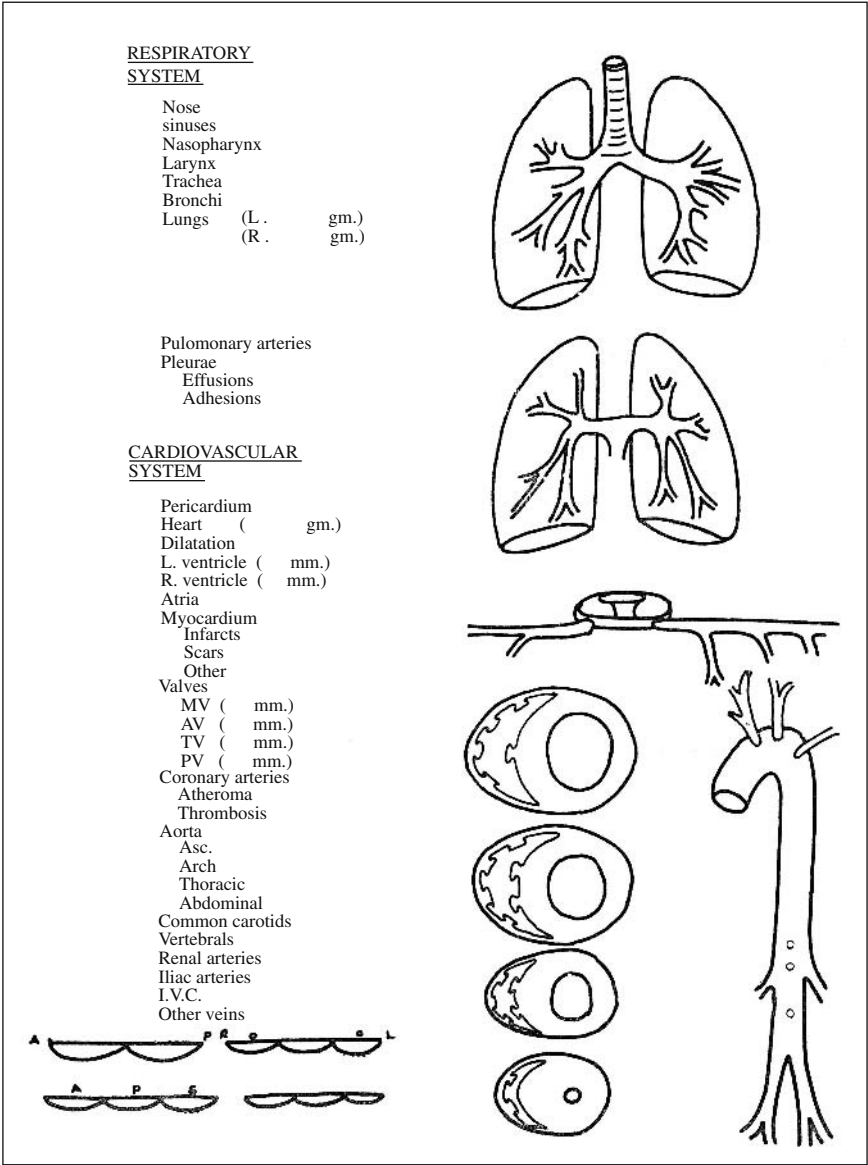 RESPIRATORY
SYSTEM
Nose
sinuses
Nasopharynx
Larynx
Trachea
Bronchi
Lungs (L . gm.)
(R . gm.)
Pulomonary arteries
Pleurae
Effusions
Adhesions
CARDIOVASCULAR
SYSTEM
Pericardium
Heart ( gm.)
Dilatation
L. ventricle ( mm.)
R. ventricle ( mm.)
Atria
Myocardium
Infarcts
Scars
Other
Valves
MV ( mm.)
AV ( mm.)
TV ( mm.)
PV ( mm.)
Coronary arteries
Atheroma
Thrombosis
Aorta
Asc.
Arch
Thoracic
Abdominal
Common carotids
Vertebrals
Renal arteries
Iliac arteries
I.V.C.
Other veins
A P R O O L
A P S